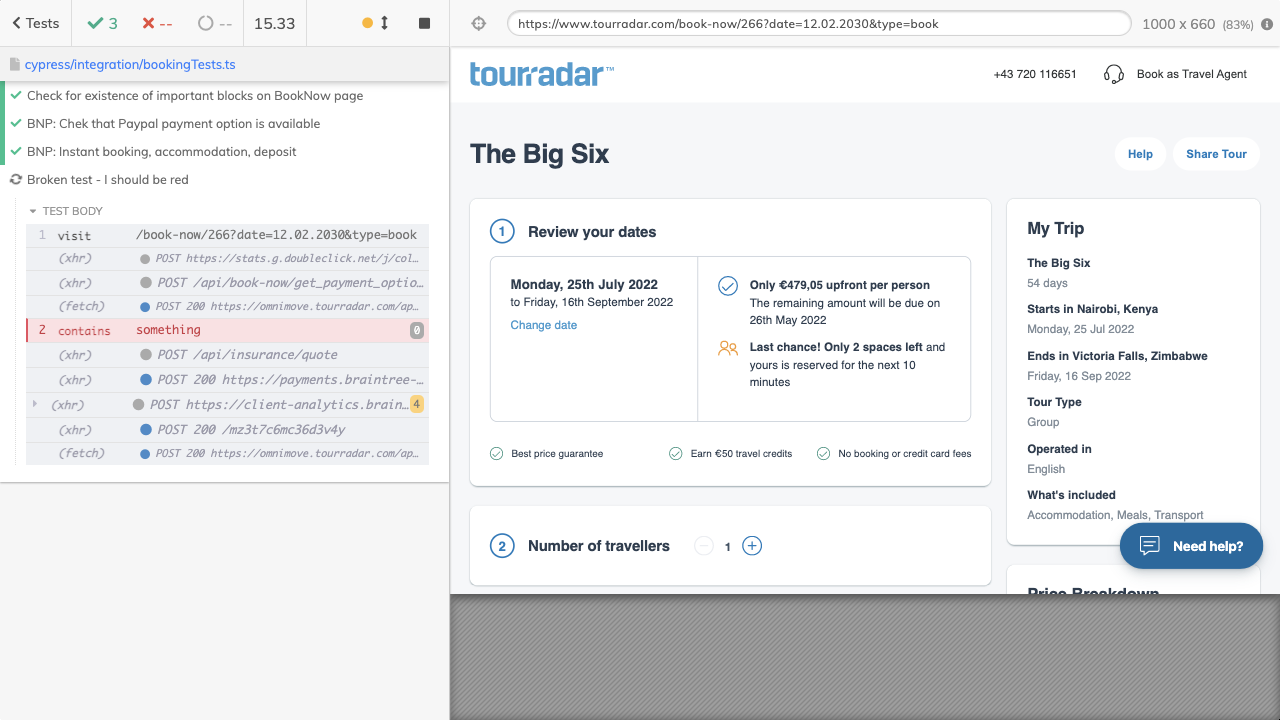 Tests
3
--
--
15.33
https://www.tourradar.com/book-now/266?date=12.02.2030&type=book
1000 x 660 (83%)
cypress/integration/bookingTests.ts
Check for existence of important blocks on BookNow page
BNP: Chek that Paypal payment option is available
BNP: Instant booking, accommodation, deposit
Broken test - I should be red
TEST BODY
1 visit /book-now/266?date=12.02.2030&type=book
(xhr) POST https://stats.g.doubleclick.net/j/col…
(xhr) POST /api/book-now/get_payment_optio…
(fetch) POST 200 https://omnimove.tourradar.com/ap…
2 contains something 0
(xhr) POST /api/insurance/quote
(xhr) POST 200 https://payments.braintree-…
(xhr) POST https://client-analytics.brain… 4
(xhr) POST 200 /mz3t7c6mc36d3v4y
(fetch) POST 200 https://omnimove.tourradar.com/ap…
tourradar™
+43 720 116651
Book as Travel Agent
The Big Six
Help
Share Tour
1 Review your dates
Monday, 25th July 2022
to Friday, 16th September 2022
Change date
Only €479,05 upfront per person
The remaining amount will be due on
26th May 2022
Last chance! Only 2 spaces left and
yours is reserved for the next 10
minutes
Best price guarantee
Earn €50 travel credits
No booking or credit card fees
2 Number of travellers
1
My Trip
The Big Six
54 days
Starts in Nairobi, Kenya
Monday, 25 Jul 2022
Ends in Victoria Falls, Zimbabwe
Friday, 16 Sep 2022
Tour Type
Group
Operated in
English
What's included
Accommodation, Meals, Transport
Need help?
Price Breakdown